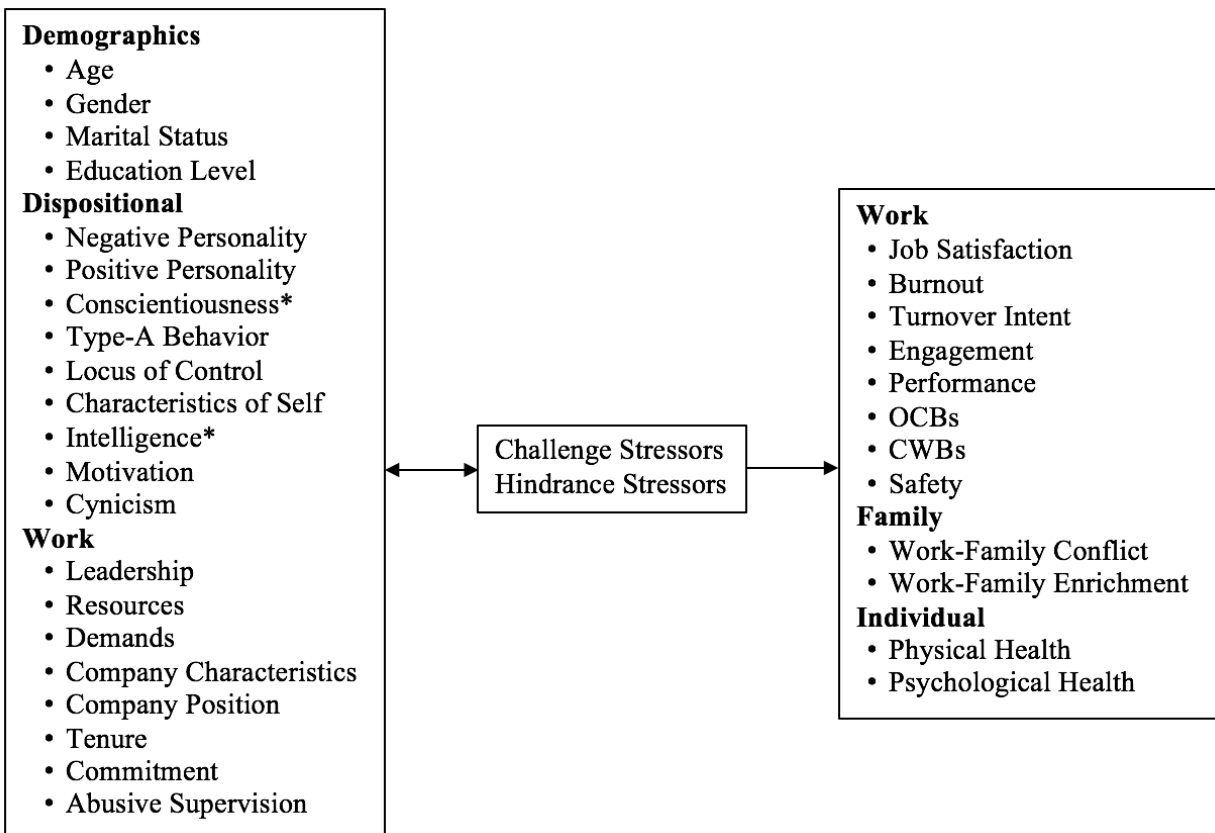 Demographics
• Age
• Gender
• Marital Status
• Education Level
Dispositional
• Negative Personality
• Positive Personality
• Conscientiousness*
• Type-A Behavior
• Locus of Control
• Characteristics of Self
• Intelligence*
• Motivation
• Cynicism
Work
• Leadership
• Resources
• Demands
• Company Characteristics
• Company Position
• Tenure
• Commitment
• Abusive Supervision
Challenge Stressors
Hindrance Stressors
Work
• Job Satisfaction
• Burnout
• Turnover Intent
• Engagement
• Performance
• OCBs
• CWBs
• Safety
Family
• Work-Family Conflict
• Work-Family Enrichment
Individual
• Physical Health
• Psychological Health